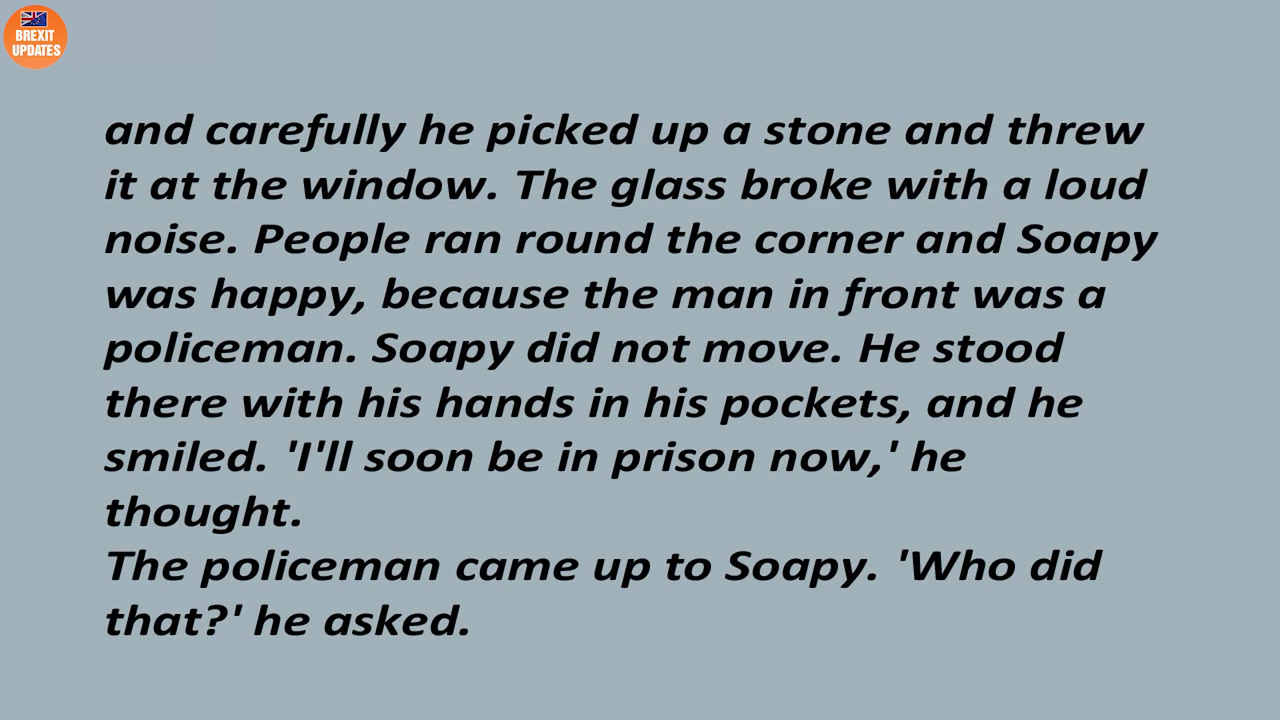 BREXIT
UPDATES
and carefully he picked up a stone and threw
it at the window. The glass broke with a loud
noise. People ran round the corner and Soapy
was happy, because the man in front was a
policeman. Soapy did not move. He stood
there with his hands in his pockets, and he
smiled. 'I'll soon be in prison now,' he
thought.
The policeman came up to Soapy. 'Who did
that?' he asked.